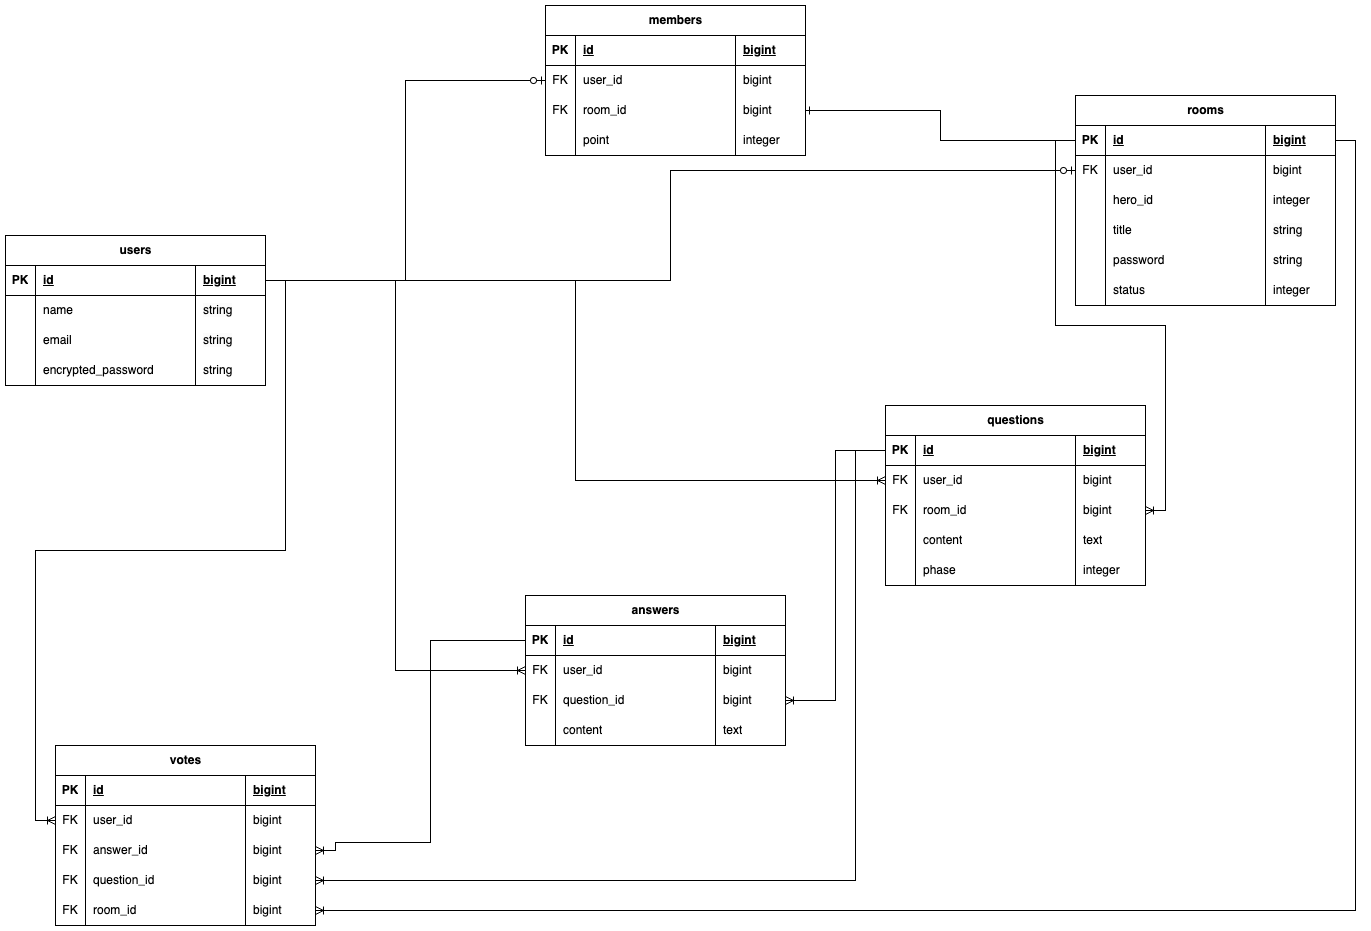 members
PK id bigint
FK user_id bigint
FK room_id bigint
point integer
rooms
PK id bigint
FK user_id bigint
hero_id integer
title string
password string
status integer
users
PK id bigint
name string
email string
encrypted_password string
questions
PK id bigint
FK user_id bigint
FK room_id bigint
content text
phase integer
answers
PK id bigint
FK user_id bigint
FK question_id bigint
content text
votes
PK id bigint
FK user_id bigint
FK answer_id bigint
FK question_id bigint
FK room_id bigint